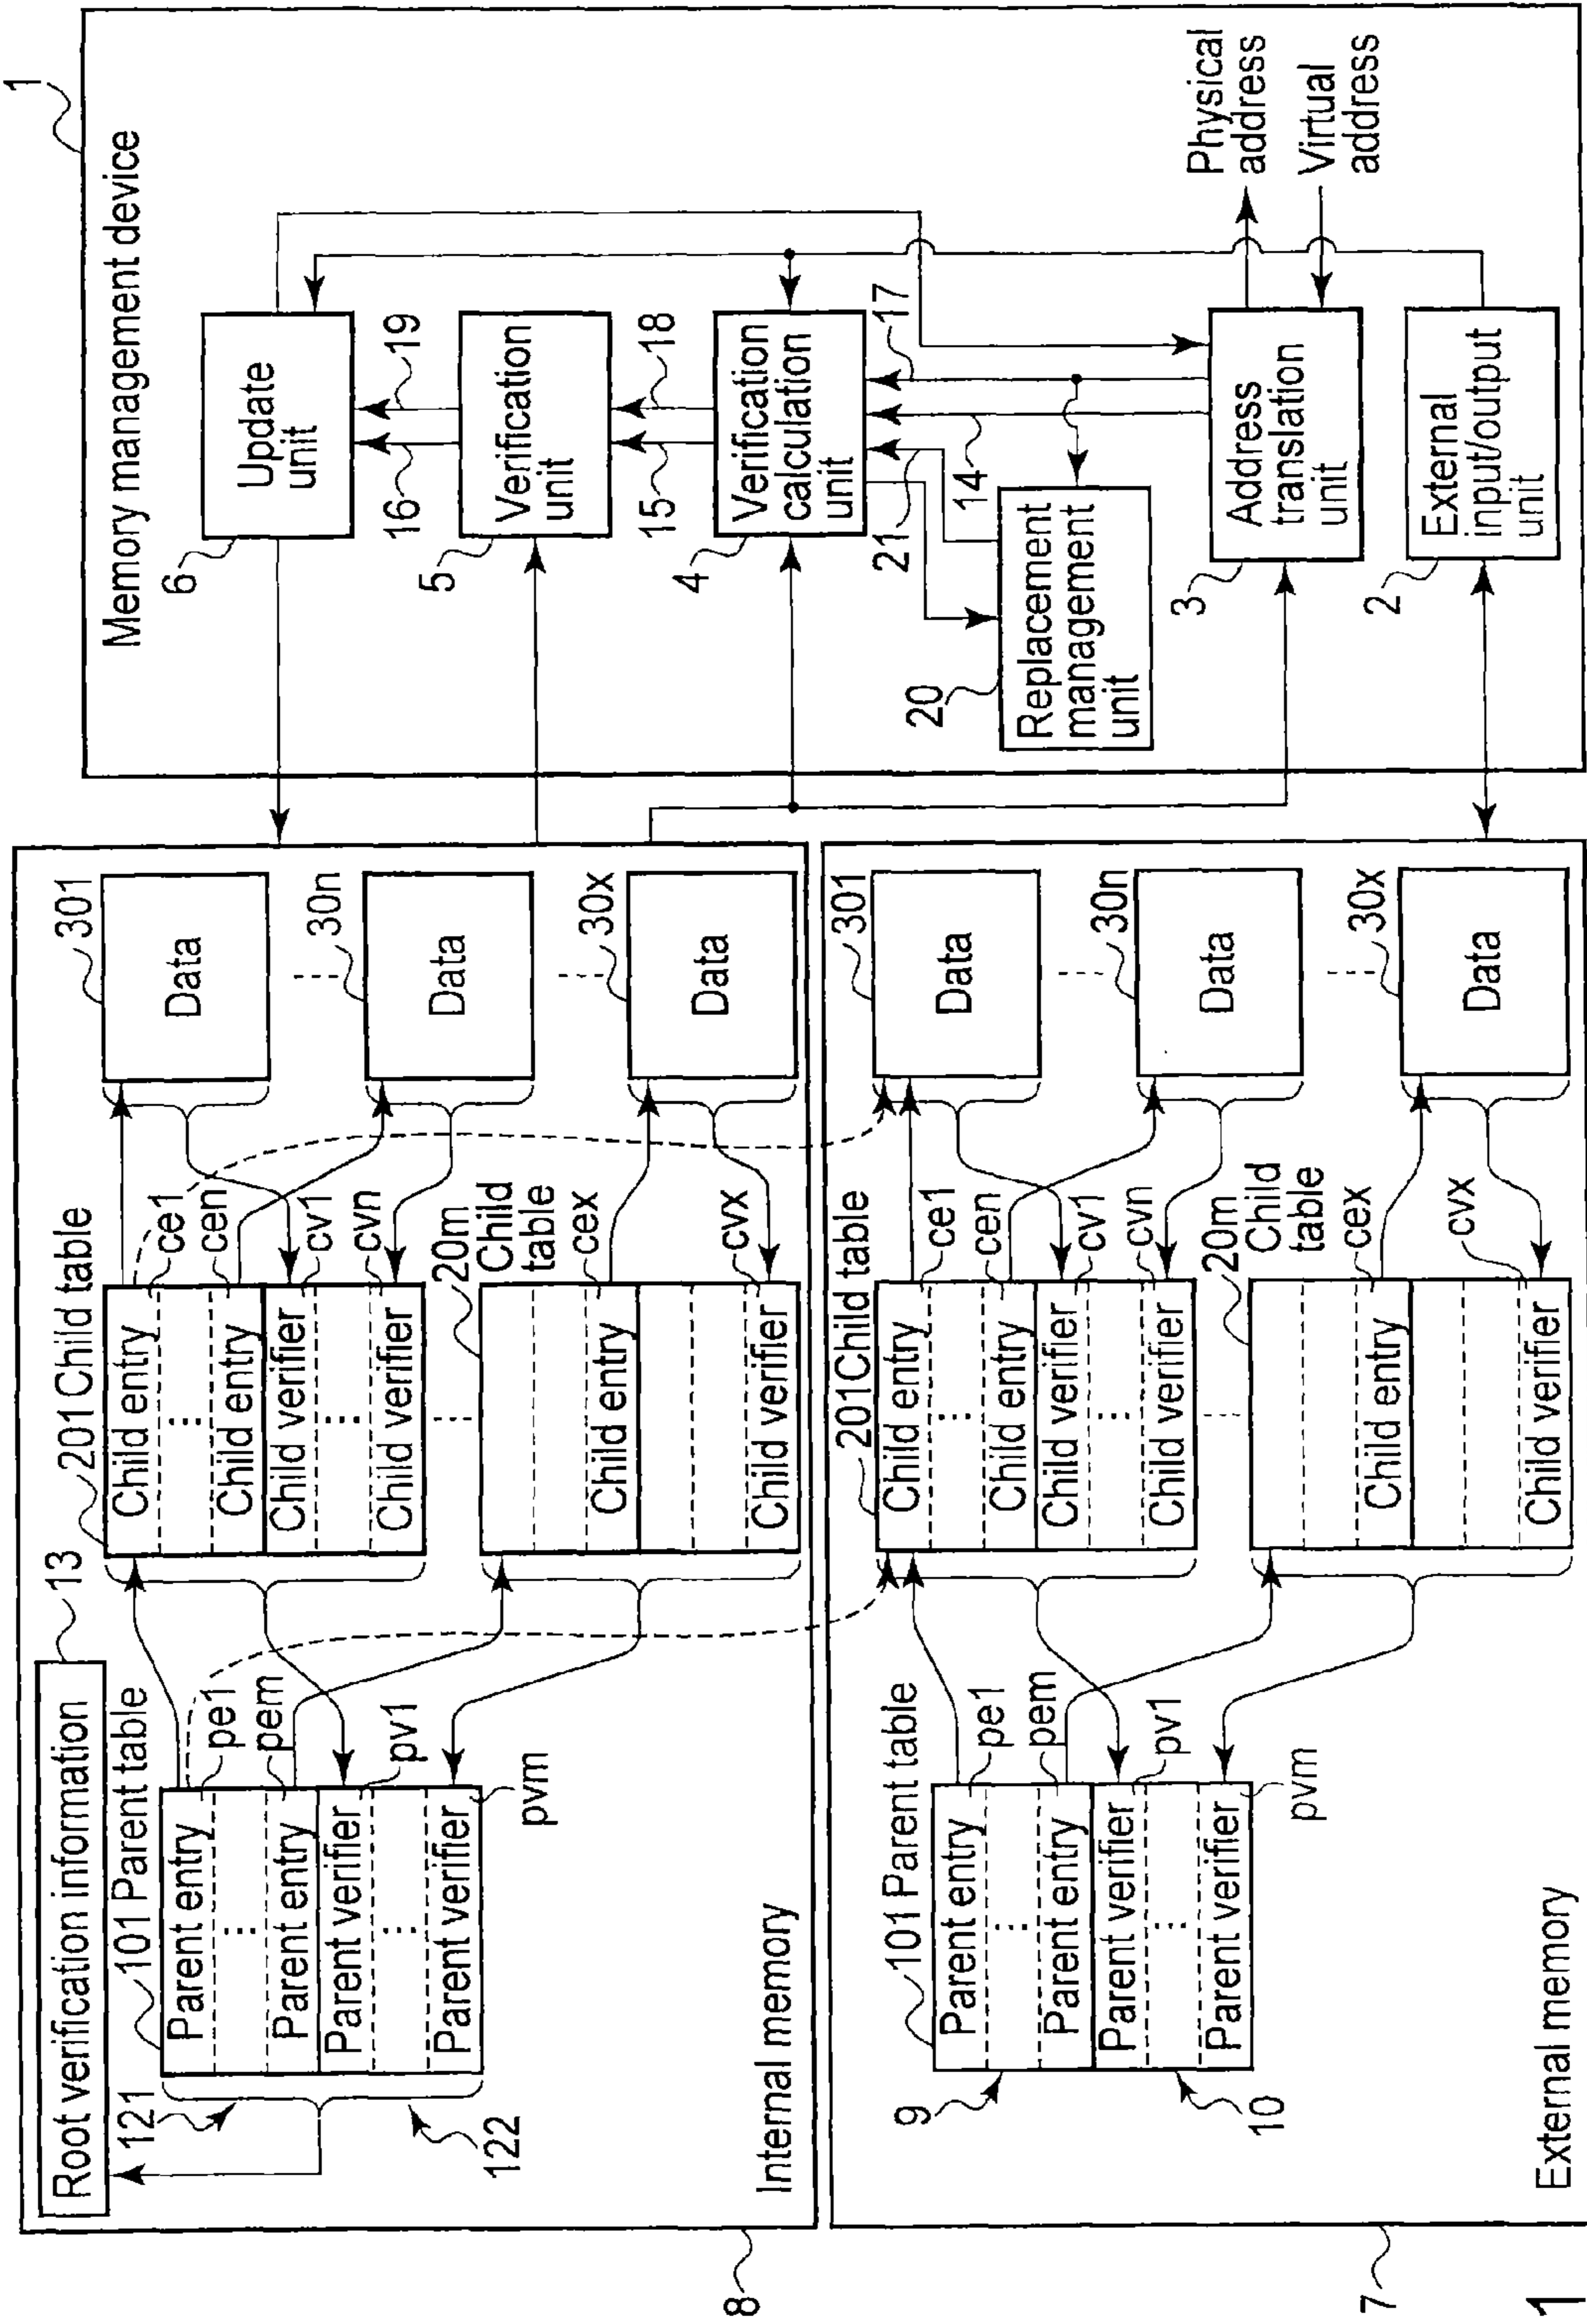 1
Memory management device
6
Update
unit
16
19
5
Verification
unit
15
18
4
Verification
calculation
unit
21
14
17
20
Replacement
management
unit
3
Address
translation
unit
Physical
address
Virtual
address
2
External
input/output
unit
8
Root verification information
13
101 Parent table
Parent entry
...
Parent entry
Parent verifier
...
Parent verifier
pe1
pem
pv1
pvm
121
122
201 Child table
Child entry
...
Child entry
Child verifier
...
Child verifier
ce1
cen
cv1
cvn
20m
Child
table
Child entry
Child verifier
cex
cvx
301
Data
30n
Data
30x
Data
Internal memory
7
101 Parent table
Parent entry
...
Parent entry
Parent verifier
...
Parent verifier
pe1
pem
pv1
pvm
9
10
201 Child table
Child entry
...
Child entry
Child verifier
...
Child verifier
ce1
cen
cv1
cvn
20m
Child
table
Child entry
Child verifier
cex
cvx
301
Data
30n
Data
30x
Data
External memory
1